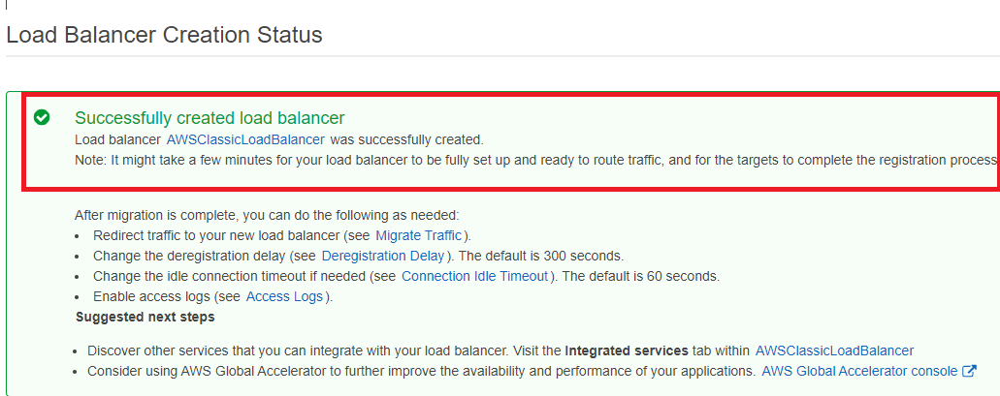 Load Balancer Creation Status
Successfully created load balancer
Load balancer AWSClassicLoadBalancer was successfully created.
Note: It might take a few minutes for your load balancer to be fully set up and ready to route traffic, and for the targets to complete the registration process
After migration is complete, you can do the following as needed:
• Redirect traffic to your new load balancer (see Migrate Traffic).
• Change the deregistration delay (see Deregistration Delay). The default is 300 seconds.
• Change the idle connection timeout if needed (see Connection Idle Timeout). The default is 60 seconds.
• Enable access logs (see Access Logs).
Suggested next steps
• Discover other services that you can integrate with your load balancer. Visit the Integrated services tab within AWSClassicLoadBalancer
• Consider using AWS Global Accelerator to further improve the availability and performance of your applications. AWS Global Accelerator console